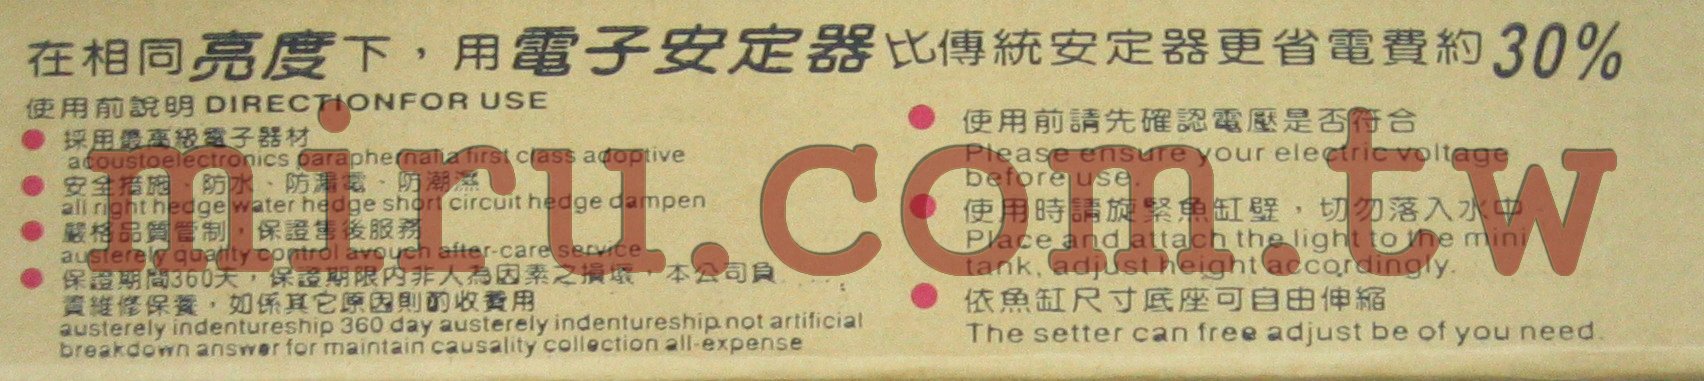 在相同亮度下，用電子安定器比傳統安定器更省電費約30%
使用前說明 DIRECTIONFOR USE
採用最高級電子器材
acoustoelectronics paraphernalia first class adoptive
安全措施、防水、防漏電、防潮濕
all right hedge water hedge short circuit hedge dampen
嚴格品質管制，保證售後服務
austerely quality control avouch after-care service
保證期間360天，保證期限內非人為因素之損壞，本公司負
責維修保養，如係其它原因則酌收費用
austerely indentureship 360 day austerely indentureship not artificial
breakdown answer for maintain causality collection all-expense
使用前請先確認電壓是否符合
Please ensure your electric voltage
before use.
使用時請旋緊魚缸壁，切勿落入水中
Place and attach the light to the mini
tank, adjust height accordingly.
依魚缸尺寸底座可自由伸縮
The setter can free adjust be of you need.
miru.com.tw